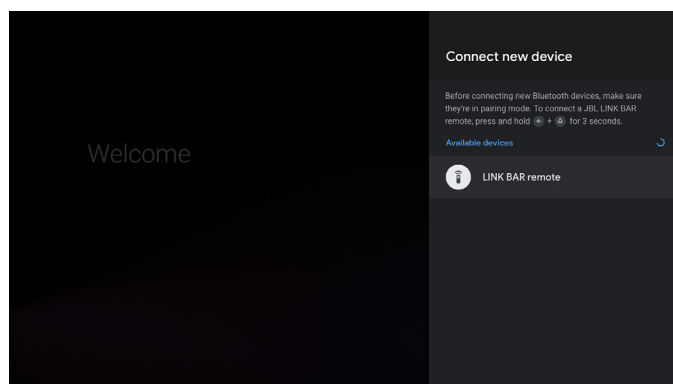 Welcome
Connect new device
Before connecting new Bluetooth devices, make sure
they're in pairing mode. To connect a JBL LINK BAR
remote, press and hold ← + ⌂ for 3 seconds.
Available devices
LINK BAR remote